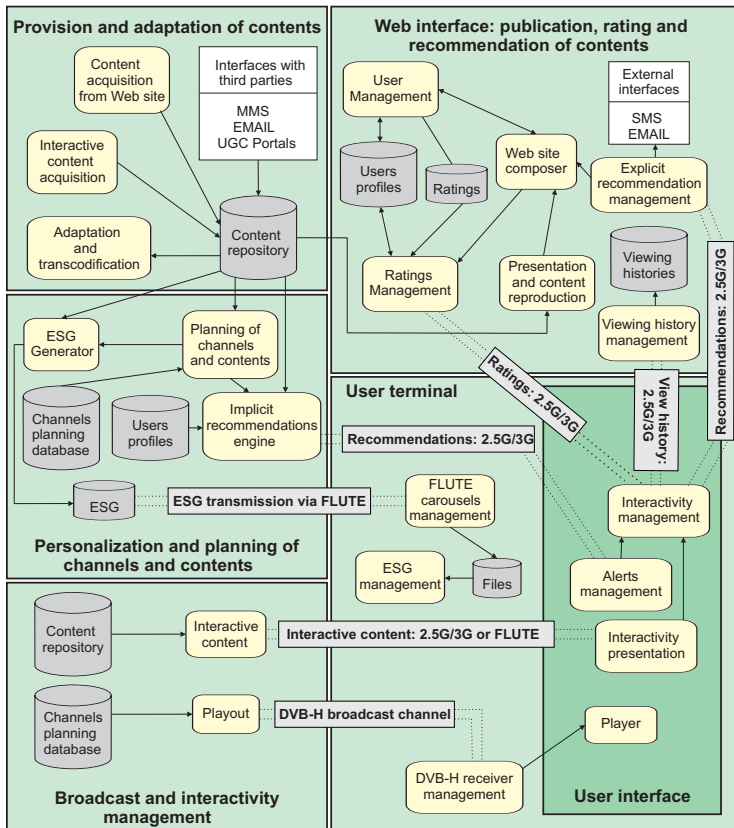 Provision and adaptation of contents
Content
acquisition
from Web site
Interfaces with
third parties
MMS
EMAIL
UGC Portals
Interactive
content
acquisition
Adaptation and
transcodification
Content
repository
Web interface: publication, rating and
recommendation of contents
User
Management
Users
profiles
Ratings
Web site
composer
External
interfaces
SMS
EMAIL
Explicit
recommendation
management
Ratings
Management
Presentation
and content
reproduction
Viewing
histories
Viewing history
management
Recommendations: 2.5G/3G
Ratings: 2.5G/3G
View history:
2.5G/3G
ESG
Generator
Planning of
channels
and contents
Channels
planning
database
Users
profiles
Implicit
recommendations
engine
ESG
Personalization and planning of
channels and contents
User terminal
Recommendations: 2.5G/3G
ESG transmission via FLUTE
FLUTE
carousels
management
ESG
management
Files
Interactivity
management
Alerts
management
Interactivity
presentation
Player
User interface
Content
repository
Interactive
content
Interactive content: 2.5G/3G or FLUTE
Channels
planning
database
Playout
DVB-H broadcast channel
DVB-H receiver
management
Broadcast and interactivity
management